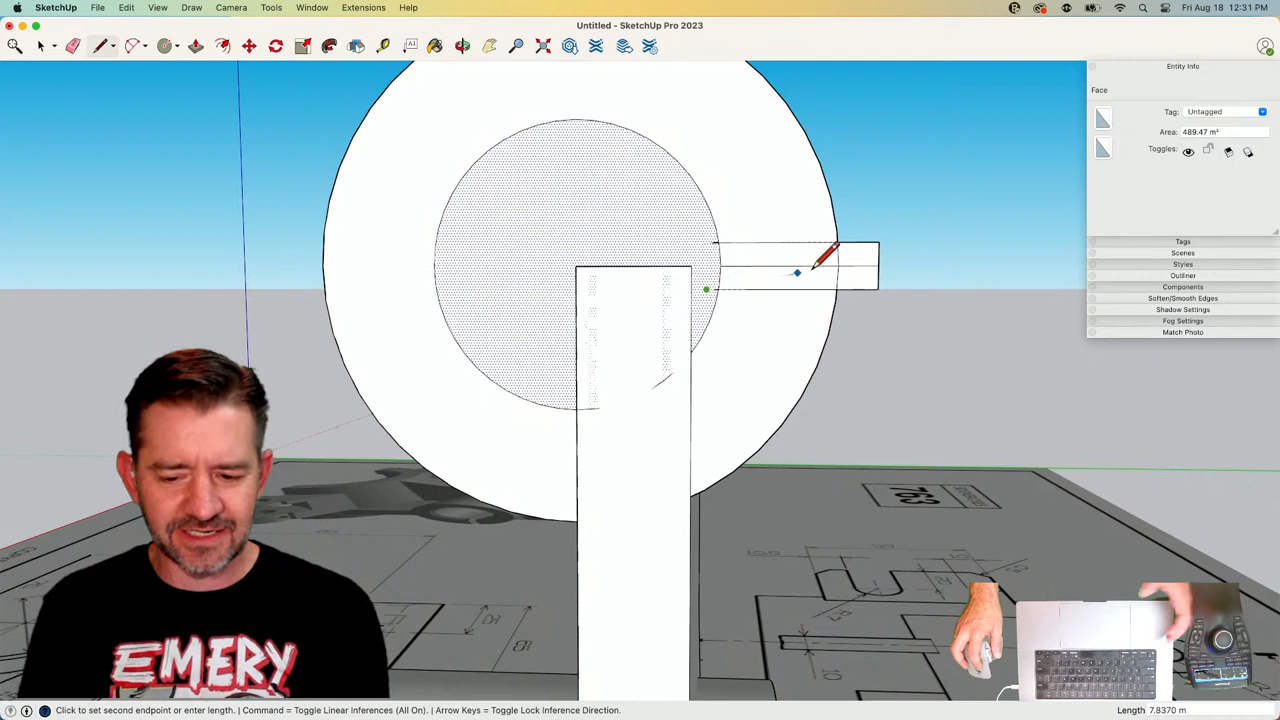 SketchUp File Edit View Draw Camera Tools Window Extensions Help Fri Aug 18 12:31 PM
Untitled - SketchUp Pro 2023
Entity Info
Face
Tag: Untagged
Area: 489.47 m²
Toggles:
Tags
Scenes
Styles
Outliner
Components
Soften/Smooth Edges
Shadow Settings
Fog Settings
Match Photo
763
EMERY
Click to set second endpoint or enter length. | Command = Toggle Linear Inferences (All On). | Arrow Keys = Toggle Lock Inference Direction. Length 7.8370 m